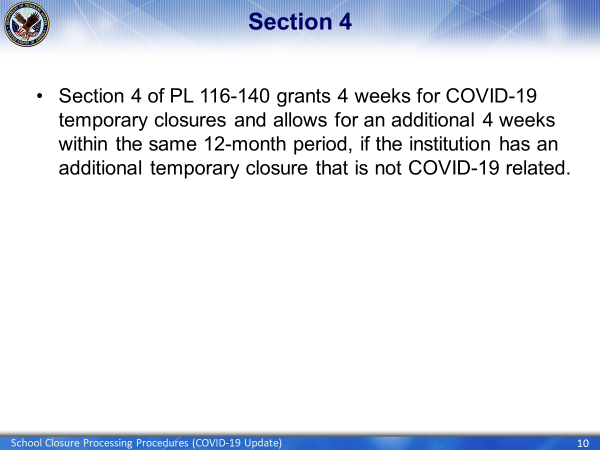 Section 4
• Section 4 of PL 116-140 grants 4 weeks for COVID-19
temporary closures and allows for an additional 4 weeks
within the same 12-month period, if the institution has an
additional temporary closure that is not COVID-19 related.
School Closure Processing Procedures (COVID-19 Update)
10